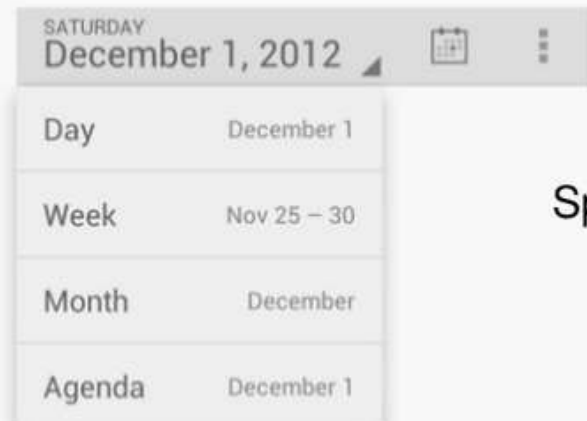 SATURDAY
December 1, 2012
Day December 1
Week Nov 25 – 30
Month December
Agenda December 1